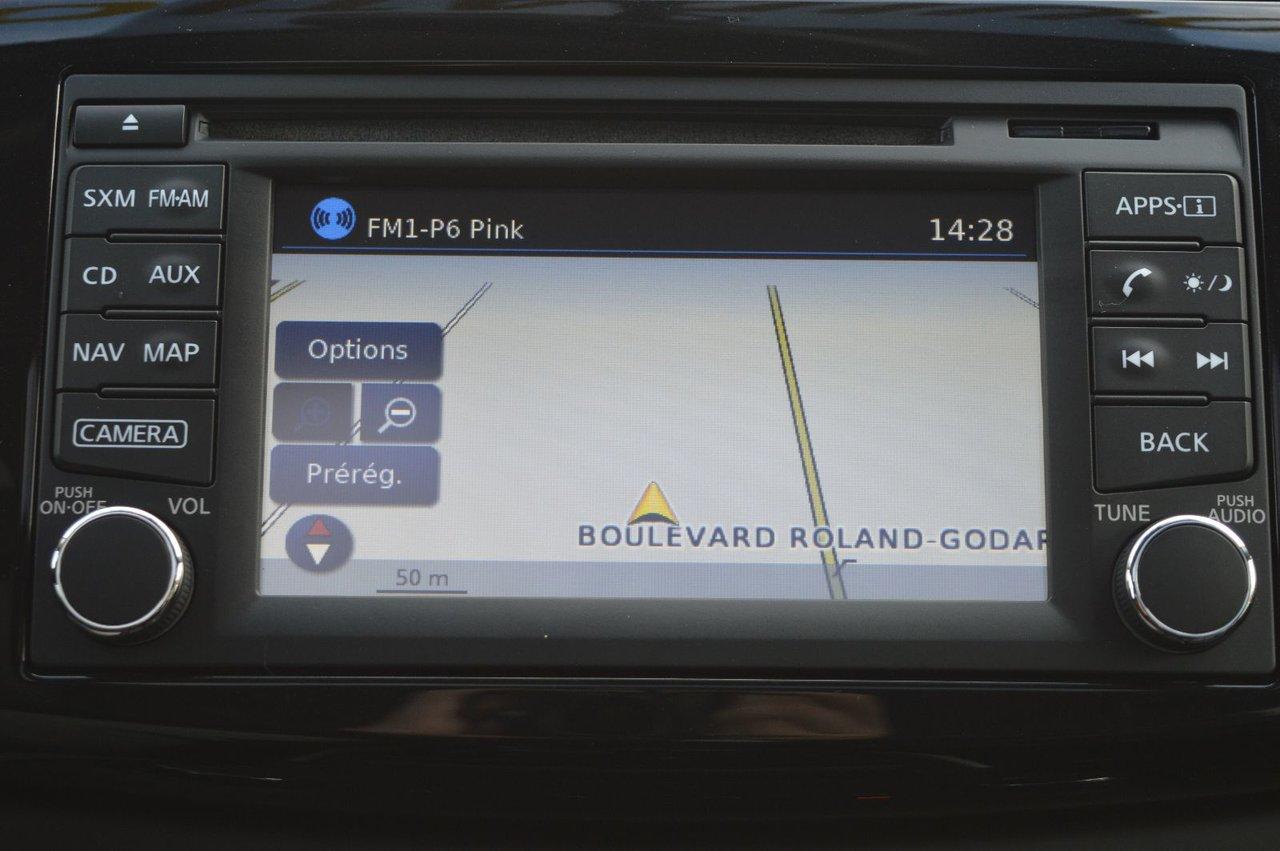 SXM FM·AM
CD AUX
NAV MAP
CAMERA
PUSH
ON·OFF
VOL
FM1-P6 Pink
14:28
Options
Prérég.
50 m
BOULEVARD ROLAND-GODAR
APPS·i
BACK
TUNE
PUSH
AUDIO